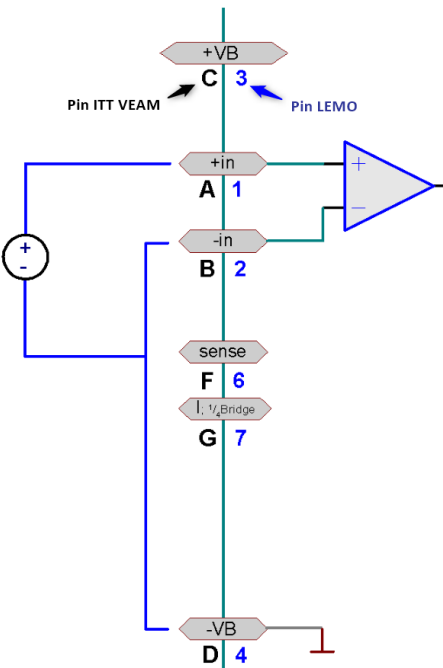 +VB
C 3
Pin ITT VEAM
Pin LEMO
+in
A 1
+
-in
B 2
−
+
-
sense
F 6
I; 1/4Bridge
G 7
-VB
D 4